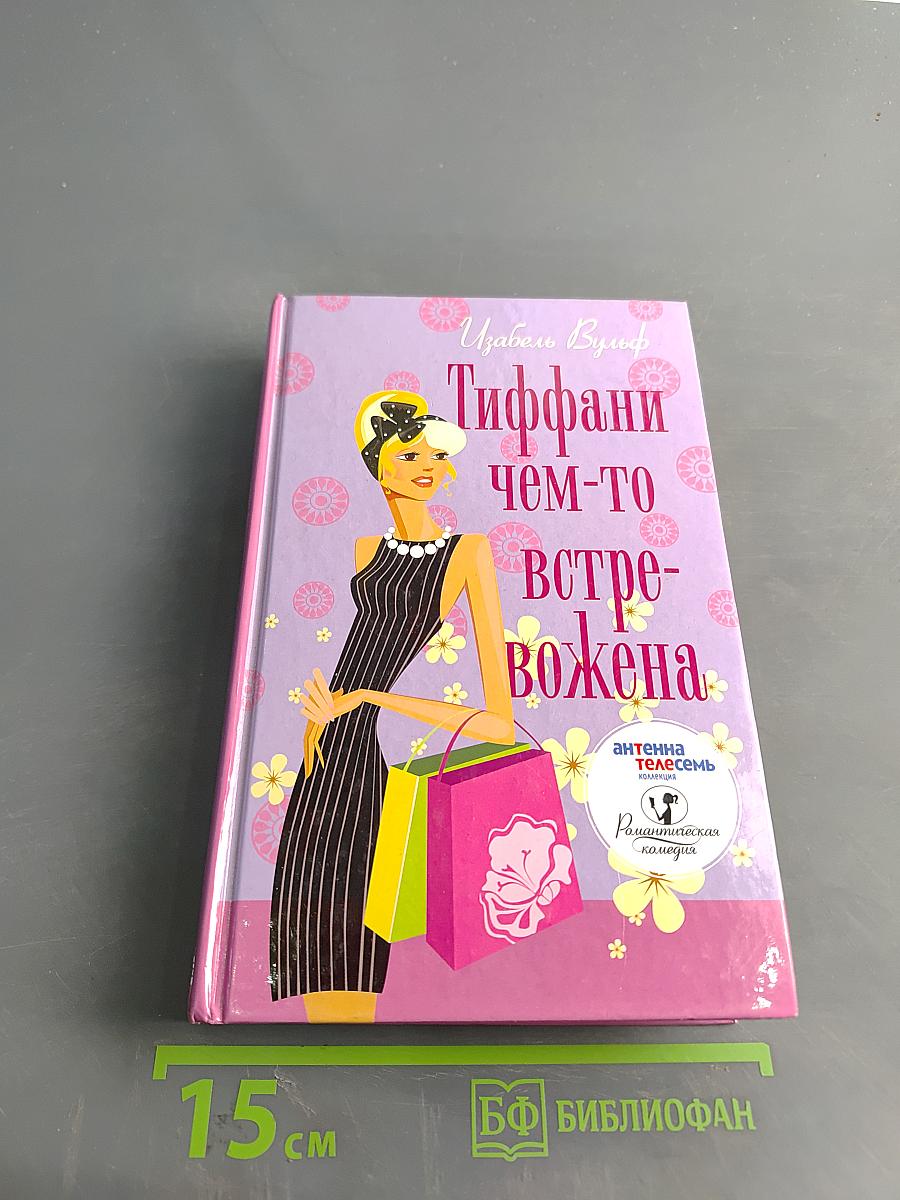 Изабель Вульф
Тиффани
чем-то
встре-
вожена
антенна
телесемь
коллекция
Романтическая
комедия
15 см
БФ БИБЛИОФАН